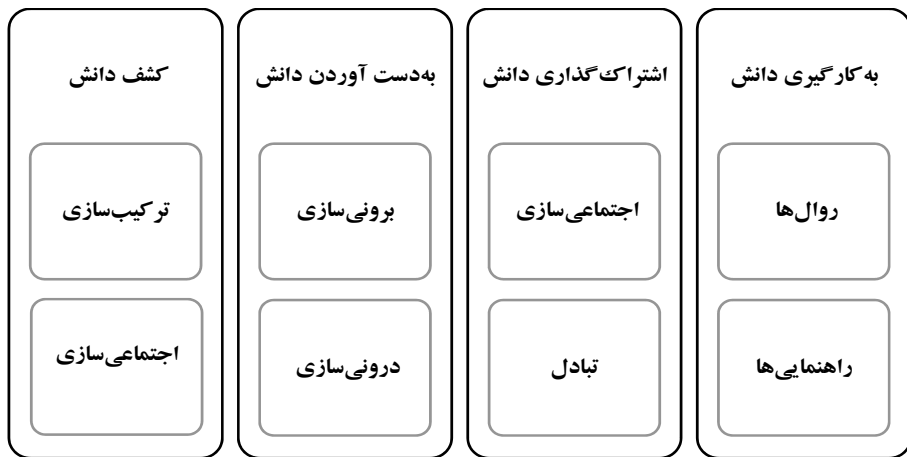 به‌کارگیری دانش
روال‌ها
راهنمایی‌ها
اشتراک‌گذاری دانش
اجتماعی‌سازی
تبادل
به‌دست آوردن دانش
برونی‌سازی
درونی‌سازی
کشف دانش
ترکیب‌سازی
اجتماعی‌سازی